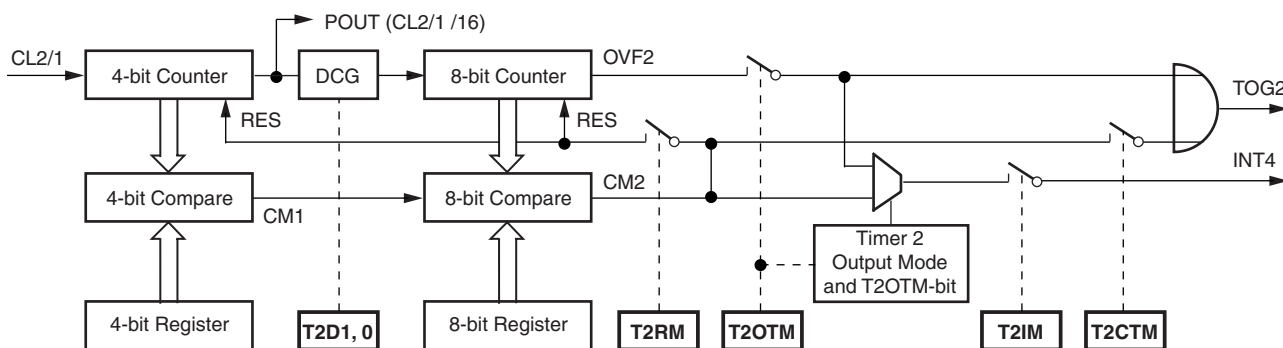 POUT (CL2/1 /16)
CL2/1
4-bit Counter
DCG
8-bit Counter
OVF2
TOG2
RES
RES
INT4
4-bit Compare
CM1
8-bit Compare
CM2
Timer 2
Output Mode
and T2OTM-bit
4-bit Register
T2D1, 0
8-bit Register
T2RM
T2OTM
T2IM
T2CTM